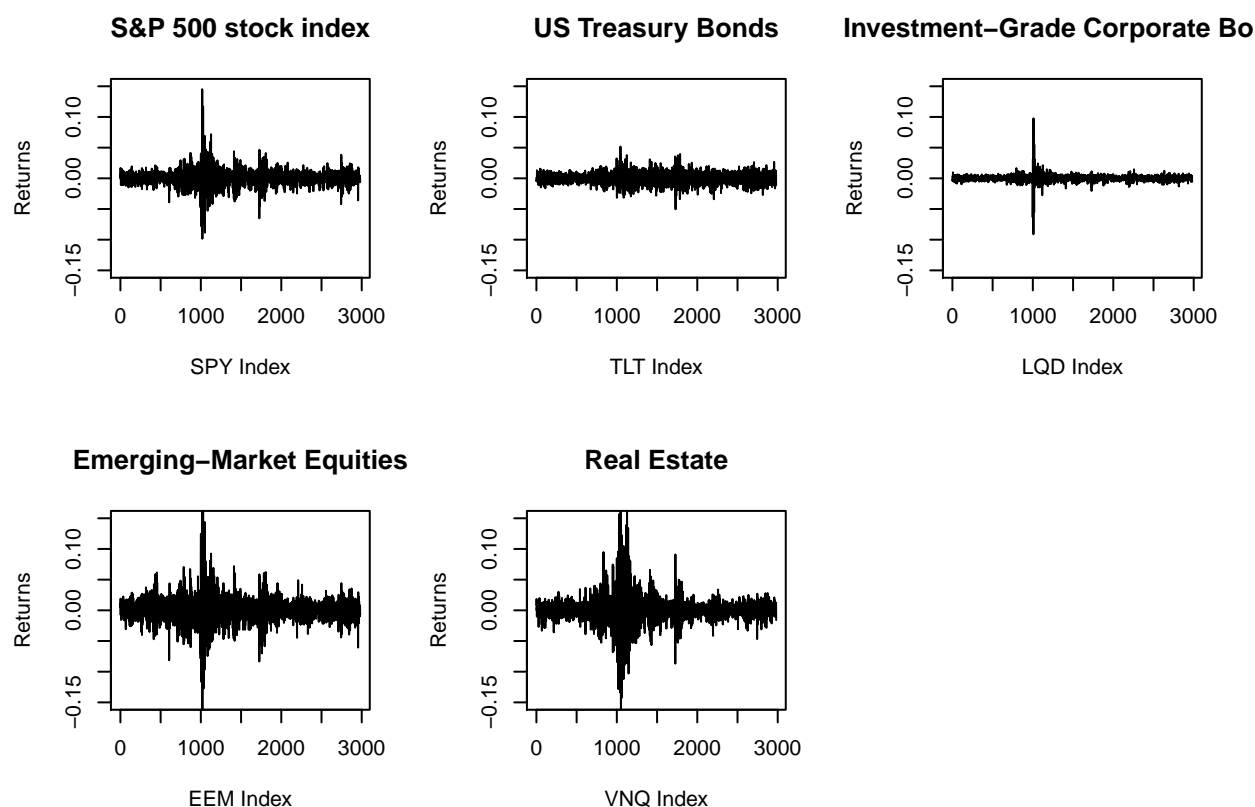 S&P 500 stock index
Returns
0.10
0.00
−0.15
0 1000 2000 3000
SPY Index
US Treasury Bonds
Returns
0.10
0.00
−0.15
0 1000 2000 3000
TLT Index
Investment−Grade Corporate Bo
Returns
0.10
0.00
−0.15
0 1000 2000 3000
LQD Index
Emerging−Market Equities
Returns
0.10
0.00
−0.15
0 1000 2000 3000
EEM Index
Real Estate
Returns
0.10
0.00
−0.15
0 1000 2000 3000
VNQ Index